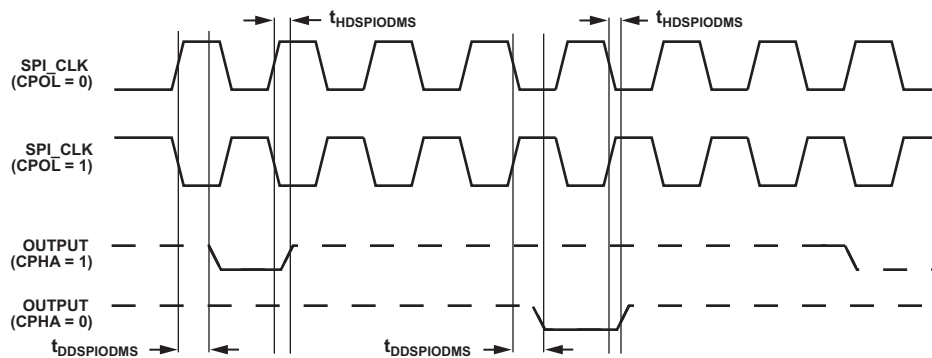 tHDSPIODMS
tHDSPIODMS
SPI_CLK
(CPOL = 0)
SPI_CLK
(CPOL = 1)
OUTPUT
(CPHA = 1)
OUTPUT
(CPHA = 0)
tDDSPIODMS
tDDSPIODMS